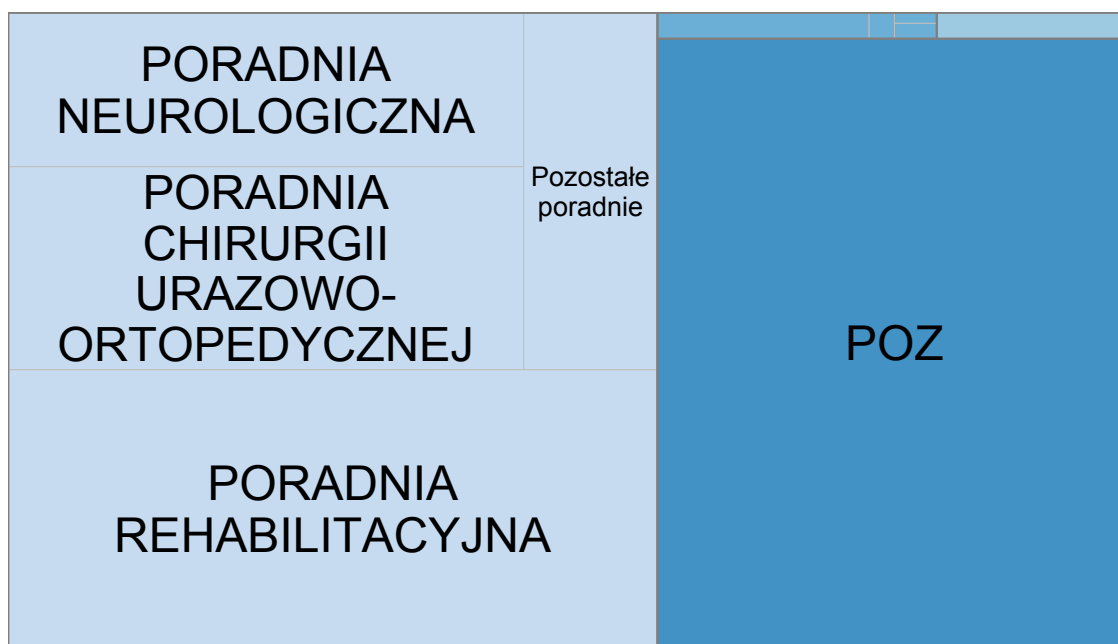 PORADNIA
NEUROLOGICZNA
PORADNIA
CHIRURGII
URAZOWO-
ORTOPEDYCZNEJ
Pozostałe
poradnie
PORADNIA
REHABILITACYJNA
POZ